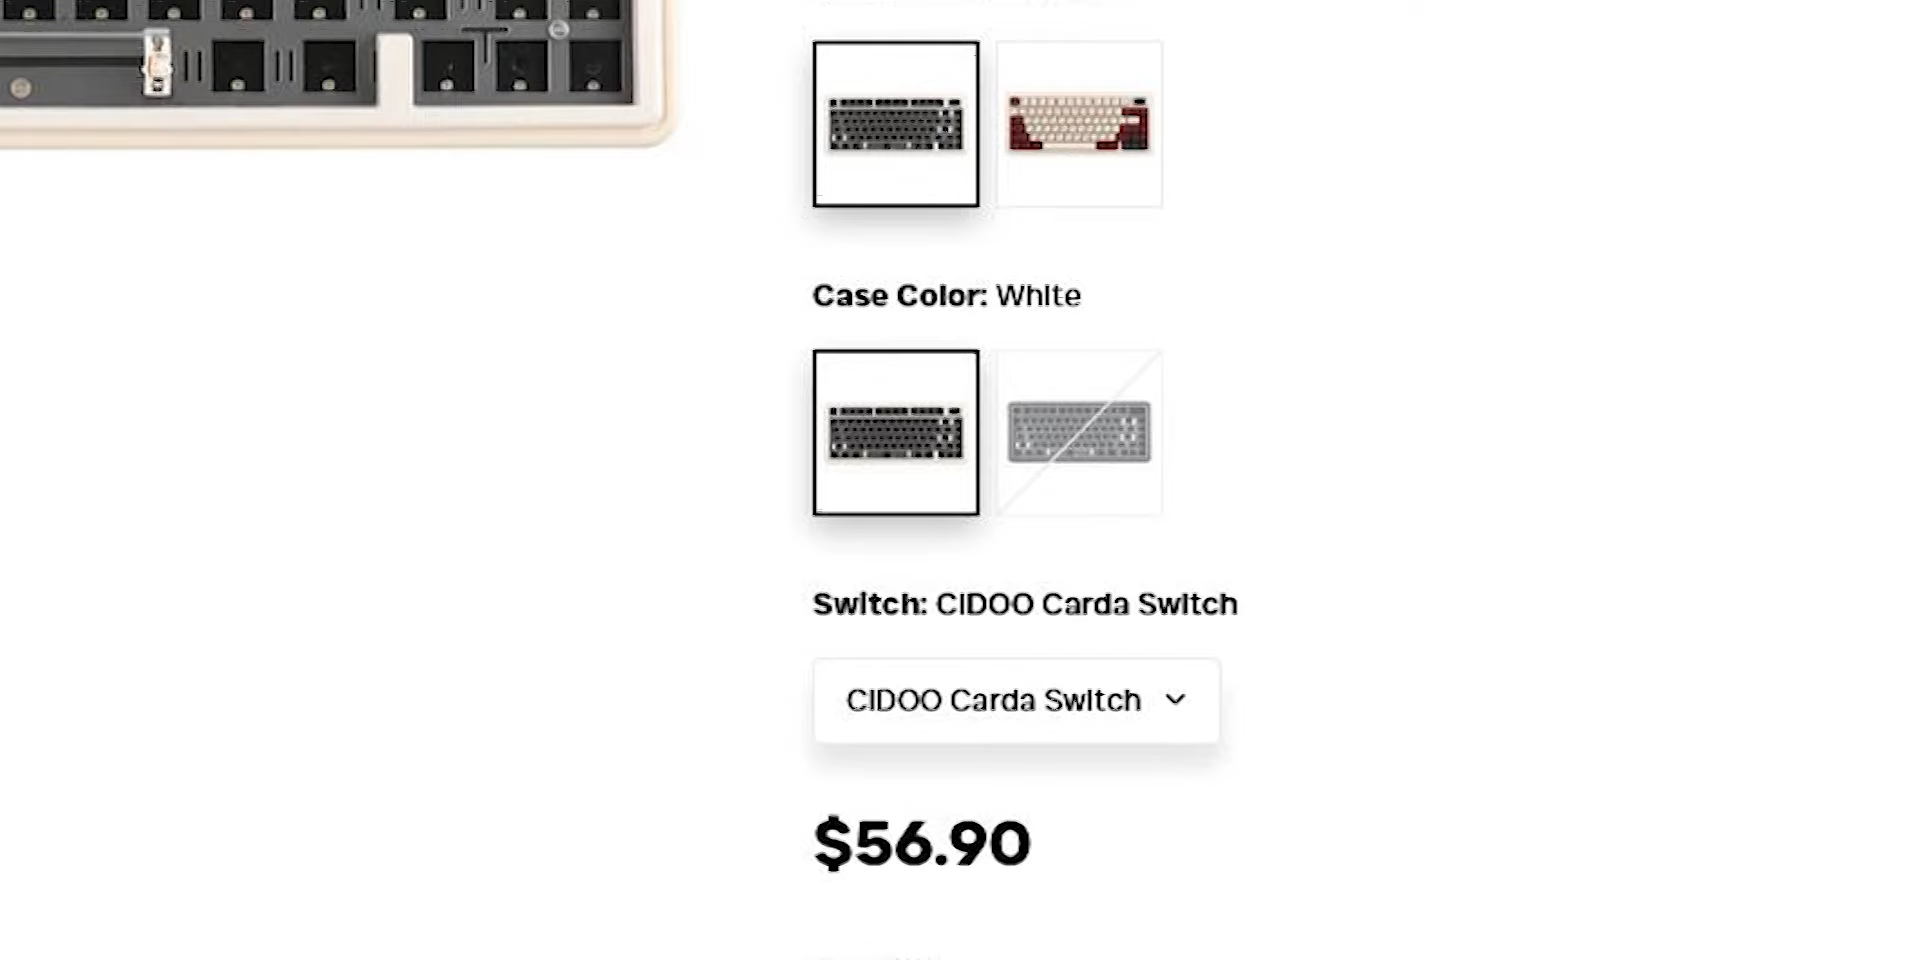 Case Color: White
Switch: CIDOO Carda Switch
CIDOO Carda Switch
$56.90